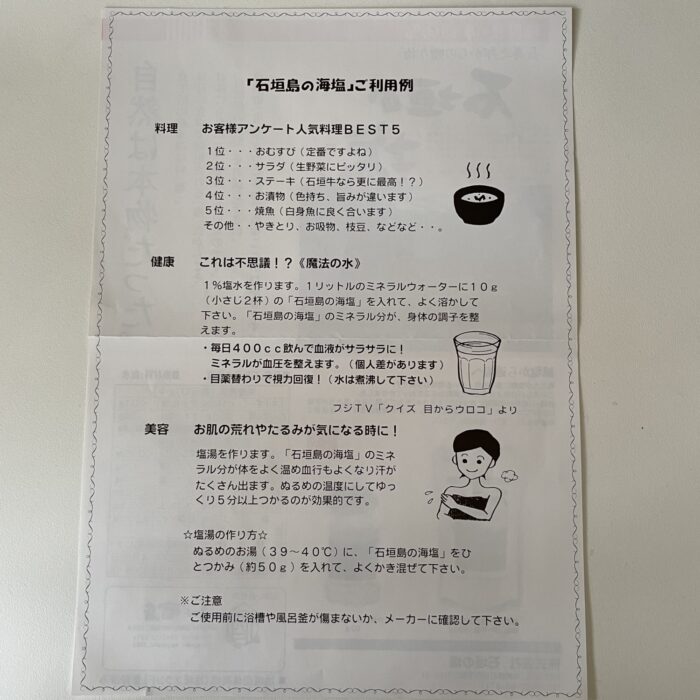 「石垣島の海塩」ご利用例
料理 お客様アンケート人気料理BEST5
1位・・・おむすび(定番ですよね)
2位・・・サラダ(生野菜にピッタリ)
3位・・・ステーキ(石垣牛なら更に最高!?)
4位・・・お漬物(色持ち、旨みが違います)
5位・・・焼魚(白身魚に良く合います)
その他・・やきとり、お吸物、枝豆、などなど・・。
健康 これは不思議!?《魔法の水》
1%塩水を作ります。1リットルのミネラルウォーターに10g
(小さじ2杯)の「石垣島の海塩」を入れて、よく溶かして
下さい。「石垣島の海塩」のミネラル分が、身体の調子を整
えます。
・毎日400cc飲んで血液がサラサラに!
ミネラルが血圧を整えます。(個人差があります)
・目薬替わりで視力回復!(水は煮沸して下さい)
フジTV「クイズ 目からウロコ」より
美容 お肌の荒れやたるみが気になる時に!
塩湯を作ります。「石垣島の海塩」のミネ
ラル分が体をよく温め血行もよくなり汗が
たくさん出ます。ぬるめの温度にしてゆっ
くり5分以上つかるのが効果的です。
☆塩湯の作り方☆
ぬるめのお湯(39〜40℃)に、「石垣島の海塩」をひ
とつかみ(約50g)を入れて、よくかき混ぜて下さい。
※ご注意
ご使用前に浴槽や風呂釜が傷まないか、メーカーに確認して下さい。